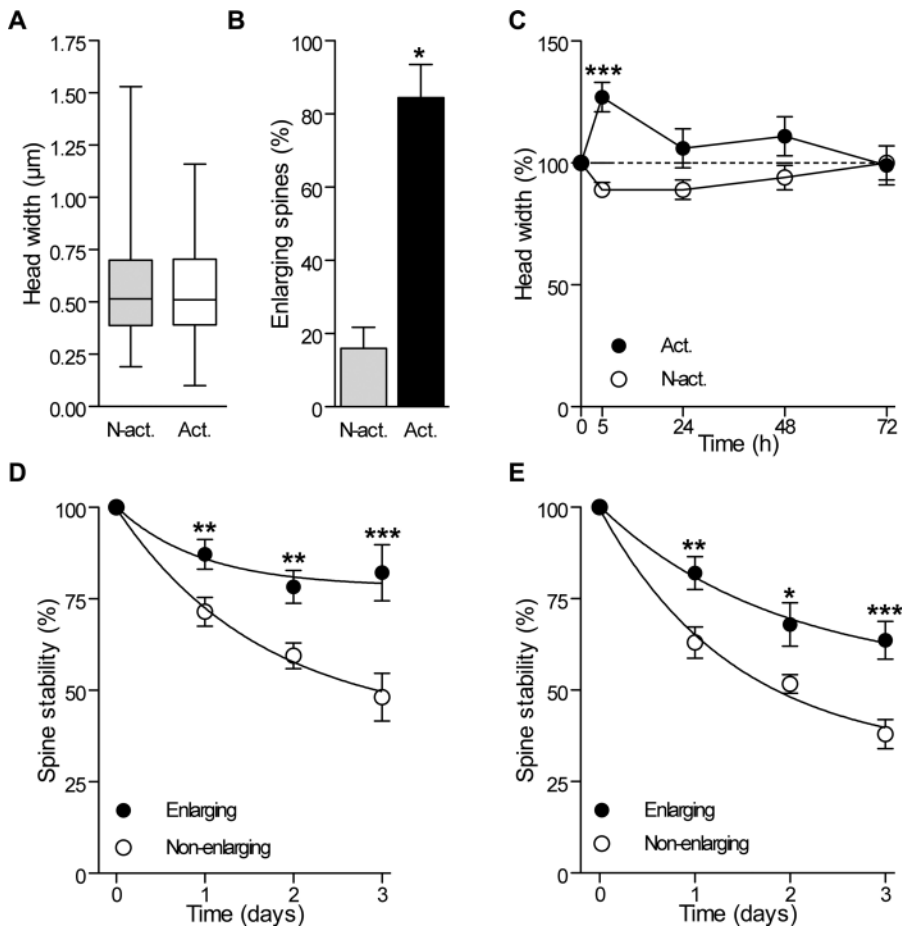 A
Head width (µm)
1.75
1.50
1.25
1.00
0.75
0.50
0.25
0.00
N-act.
Act.
B
Enlarging spines (%)
100
80
60
40
20
0
*
N-act.
Act.
C
Head width (%)
150
100
50
0
***
Act.
N-act.
0
5
24
48
72
Time (h)
D
Spine stability (%)
100
75
50
25
0
**
**
***
Enlarging
Non-enlarging
0
1
2
3
Time (days)
E
Spine stability (%)
100
75
50
25
0
**
*
***
Enlarging
Non-enlarging
0
1
2
3
Time (days)